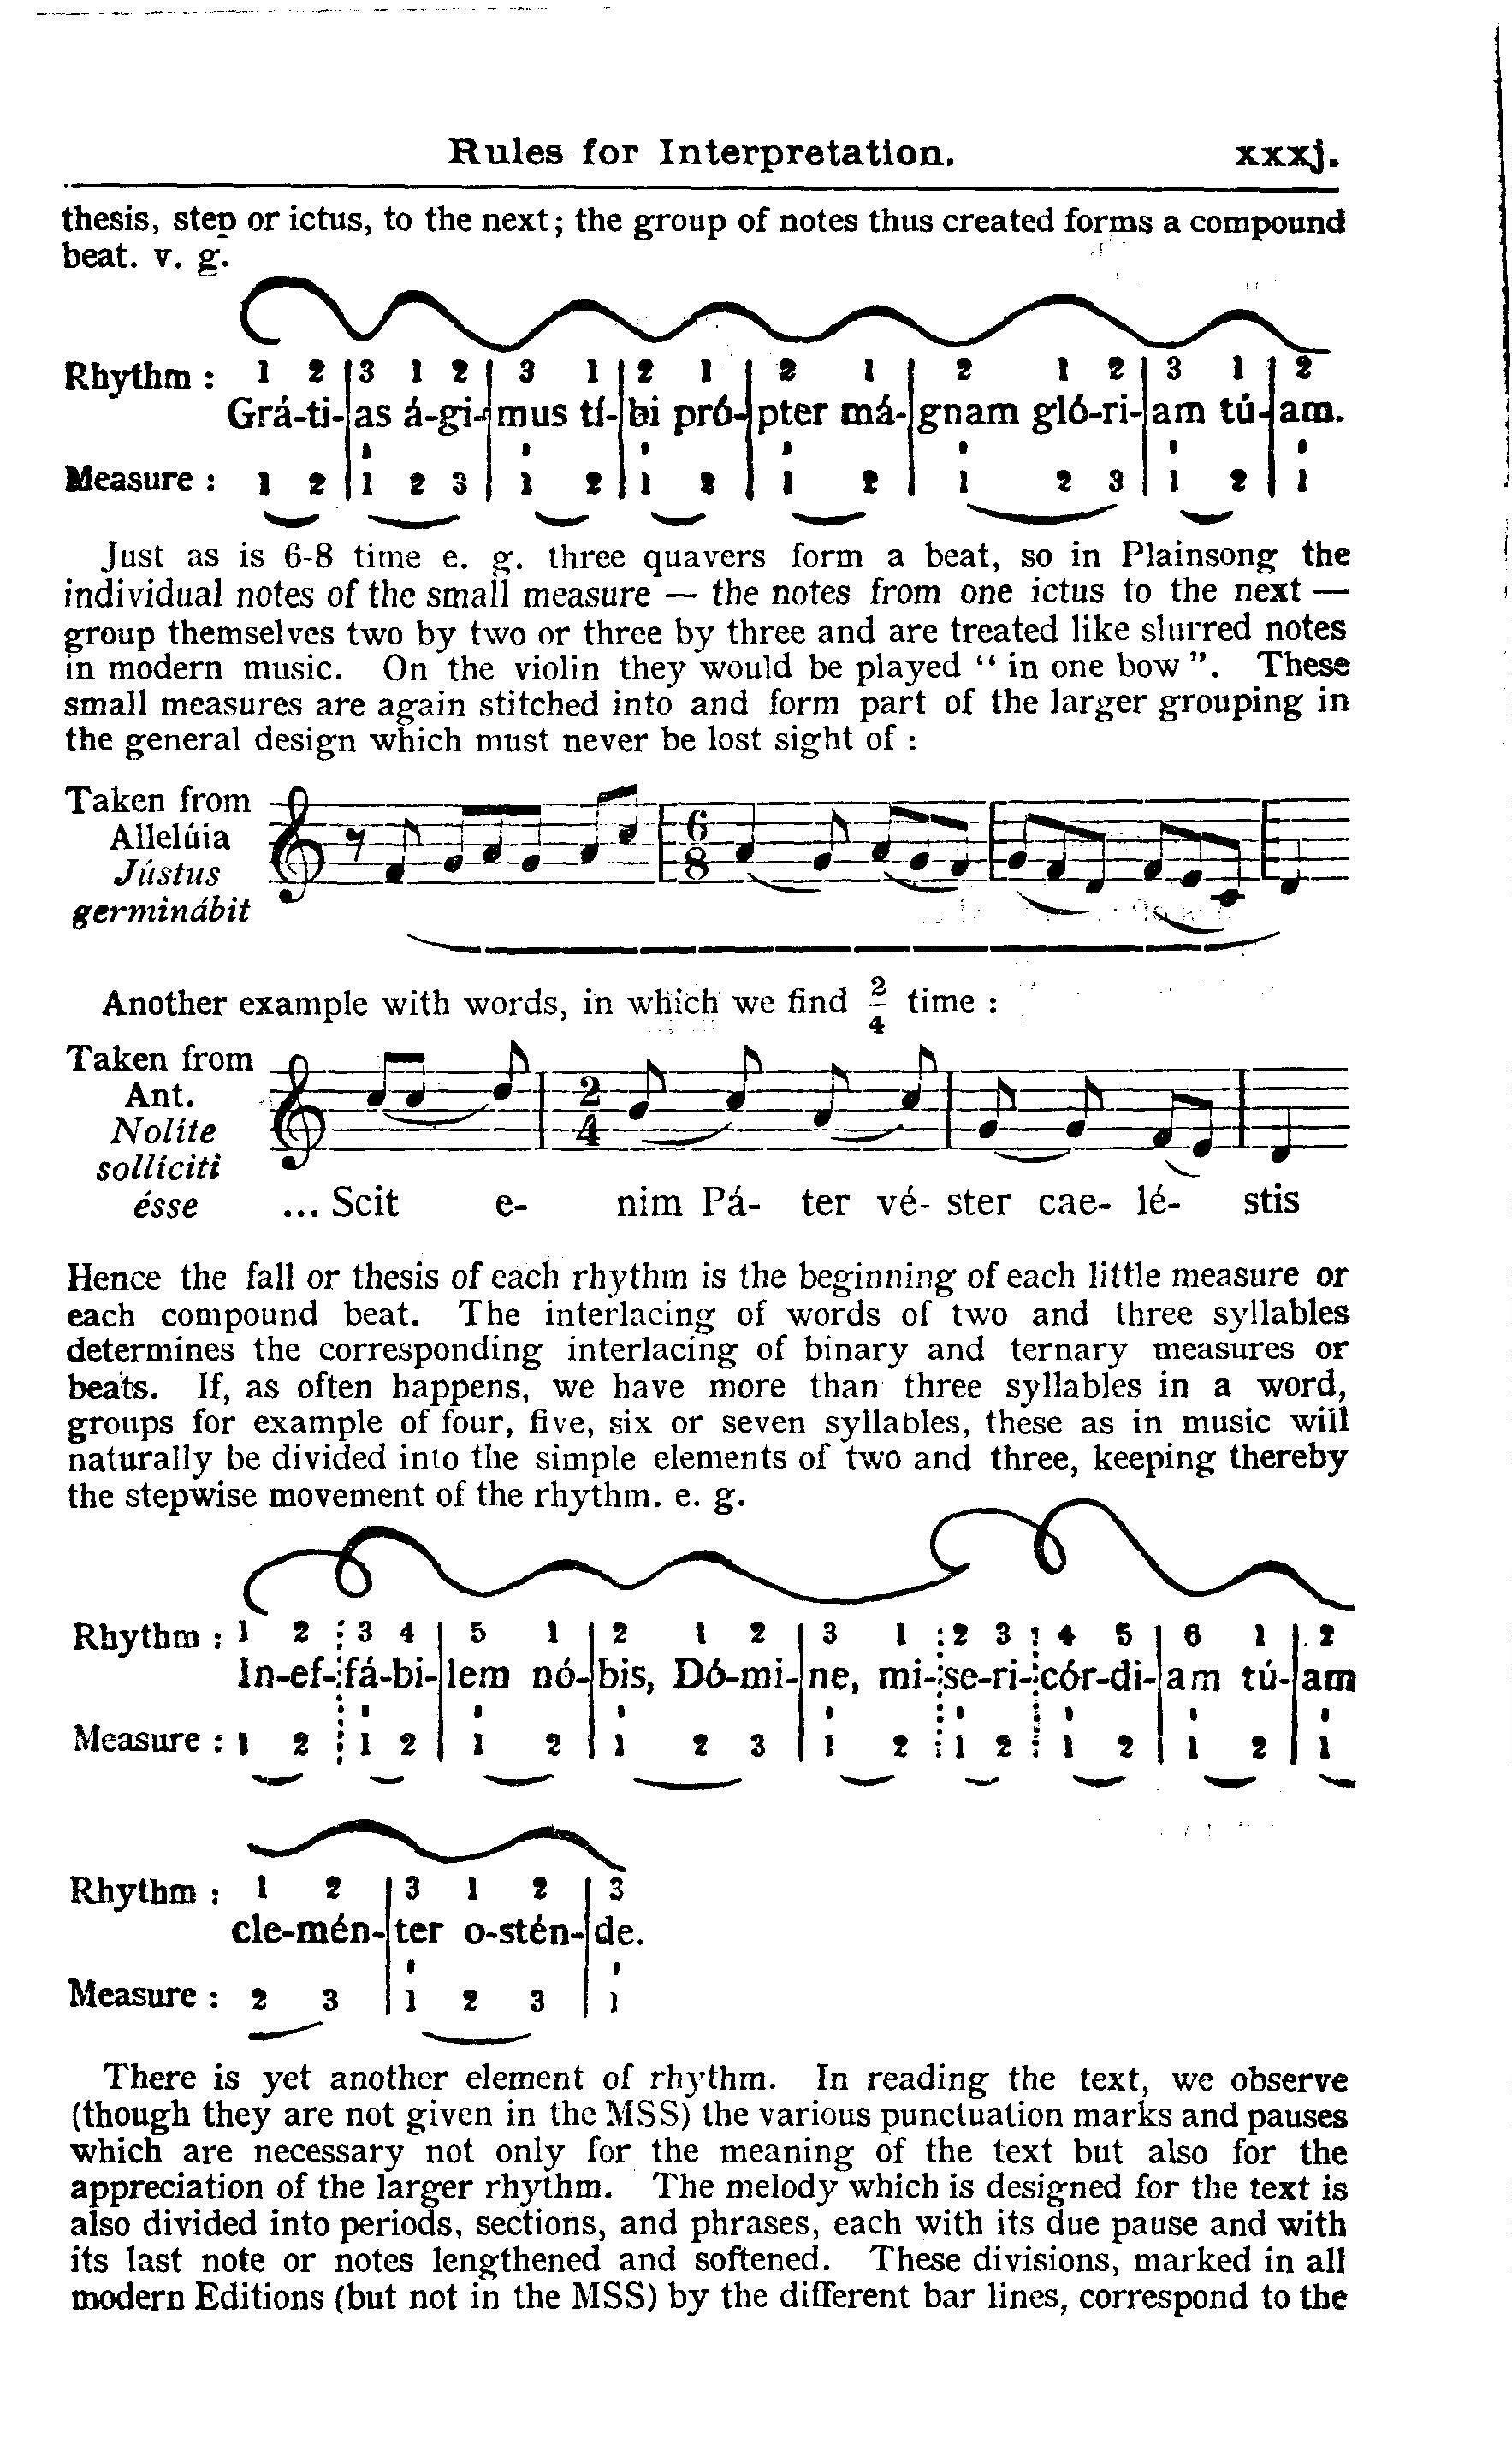 Rules for Interpretation. xxxj.
thesis, step or ictus, to the next; the group of notes thus created forms a compound
beat. v. g.
Rhythm : 1 2 | 3 1 2 | 3 1 | 2 1 | 2 1 | 2 1 2 | 3 1 | 2
Grá-ti-|as á-gi-|mus tí-|bi pró-|pter má-|gnam gló-ri-|am tú-|am.
Measure : 1 2 | 1 2 3 | 1 2 | 1 2 | 1 2 | 1 2 3 | 1 2 | 1
Just as is 6-8 time e. g. three quavers form a beat, so in Plainsong the
individual notes of the small measure — the notes from one ictus to the next —
group themselves two by two or three by three and are treated like slurred notes
in modern music. On the violin they would be played “ in one bow ”. These
small measures are again stitched into and form part of the larger grouping in
the general design which must never be lost sight of :
Taken from
Allelúia
Jústus
germinábit
6
8
Another example with words, in which we find 2/4 time :
Taken from
Ant.
Nolíte
sollíciti
ésse
2
4
... Scit e- nim Pá- ter vé- ster cae- lé- stis
Hence the fall or thesis of each rhythm is the beginning of each little measure or
each compound beat. The interlacing of words of two and three syllables
determines the corresponding interlacing of binary and ternary measures or
beats. If, as often happens, we have more than three syllables in a word,
groups for example of four, five, six or seven syllables, these as in music will
naturally be divided into the simple elements of two and three, keeping thereby
the stepwise movement of the rhythm. e. g.
Rhythm : 1 2 ⋮ 3 4 | 5 1 | 2 1 2 | 3 1 ⋮ 2 3 ⋮ 4 5 | 6 1 | 2
In-ef-⋮fá-bi-|lem nó-|bis, Dó-mi-|ne, mi-⋮se-ri-⋮cór-di-|am tú-|am
Measure : 1 2 ⋮ 1 2 | 1 2 | 1 2 3 | 1 2 ⋮ 1 2 ⋮ 1 2 | 1 2 | 1
Rhythm : 1 2 | 3 1 2 | 3
cle-mén-|ter o-stén-|de.
Measure : 2 3 | 1 2 3 | 1
There is yet another element of rhythm. In reading the text, we observe
(though they are not given in the MSS) the various punctuation marks and pauses
which are necessary not only for the meaning of the text but also for the
appreciation of the larger rhythm. The melody which is designed for the text is
also divided into periods, sections, and phrases, each with its due pause and with
its last note or notes lengthened and softened. These divisions, marked in all
modern Editions (but not in the MSS) by the different bar lines, correspond to the